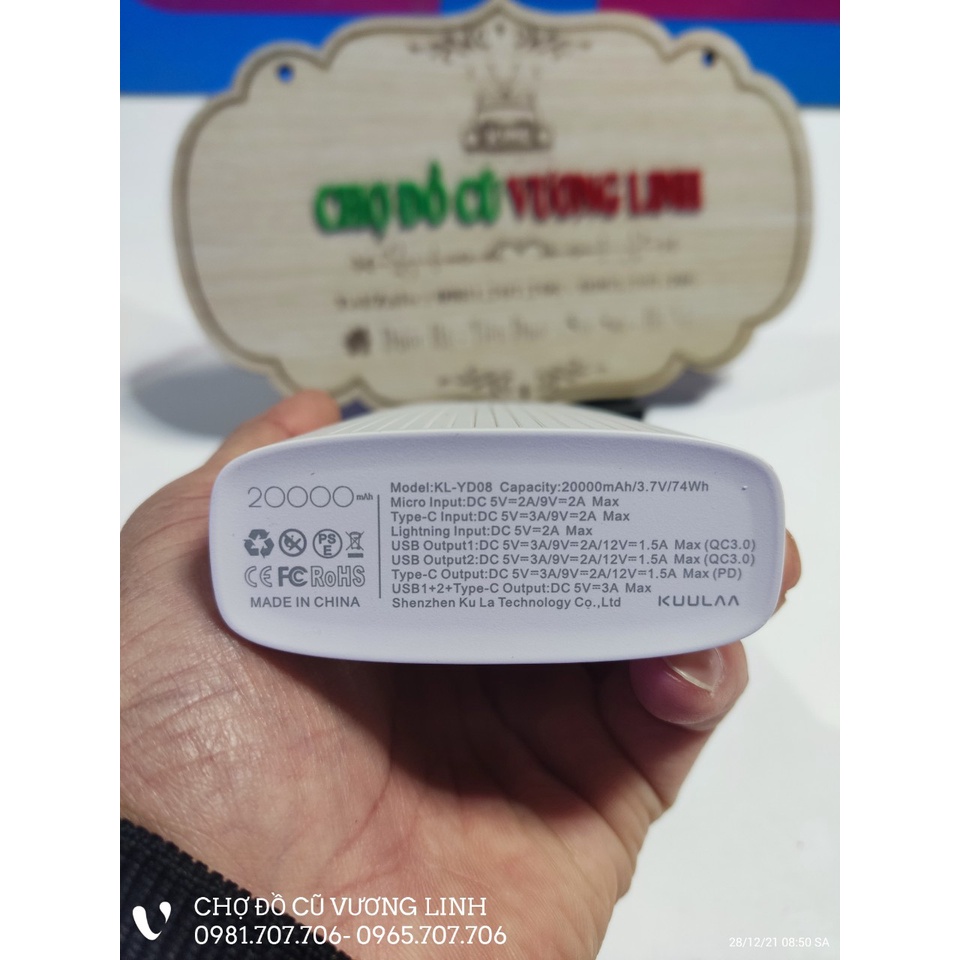 CHỢ ĐỒ CŨ VƯƠNG LINH
20000mAh
PSE
CE FC RoHS
MADE IN CHINA
Model:KL-YD08 Capacity:20000mAh/3.7V/74Wh
Micro Input:DC 5V=2A/9V=2A Max
Type-C Input:DC 5V=3A/9V=2A Max
Lightning Input:DC 5V=2A Max
USB Output1:DC 5V=3A/9V=2A/12V=1.5A Max(QC3.0)
USB Output2:DC 5V=3A/9V=2A/12V=1.5A Max(QC3.0)
Type-C Output:DC 5V=3A/9V=2A/12V=1.5A Max(PD)
USB1+2+Type-C Output:DC 5V=3A Max
Shenzhen Ku La Technology Co.,Ltd
KUULAA
CHỢ ĐỒ CŨ VƯƠNG LINH
0981.707.706- 0965.707.706
28/12/21 08:50 SA